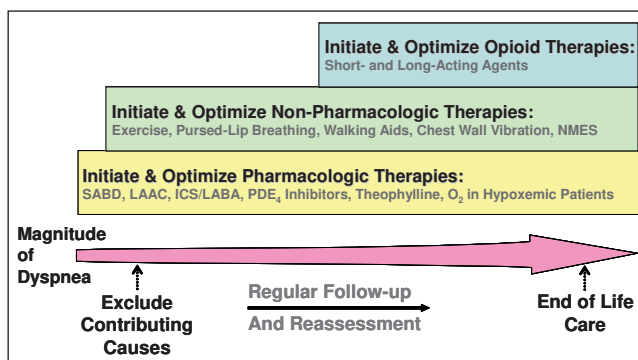 Initiate & Optimize Opioid Therapies:
Short- and Long-Acting Agents
Initiate & Optimize Non-Pharmacologic Therapies:
Exercise, Pursed-Lip Breathing, Walking Aids, Chest Wall Vibration, NMES
Initiate & Optimize Pharmacologic Therapies:
SABD, LAAC, ICS/LABA, PDE4 Inhibitors, Theophylline, O2 in Hypoxemic Patients
Magnitude
of
Dyspnea
Exclude
Contributing
Causes
Regular Follow-up
And Reassessment
End of Life
Care